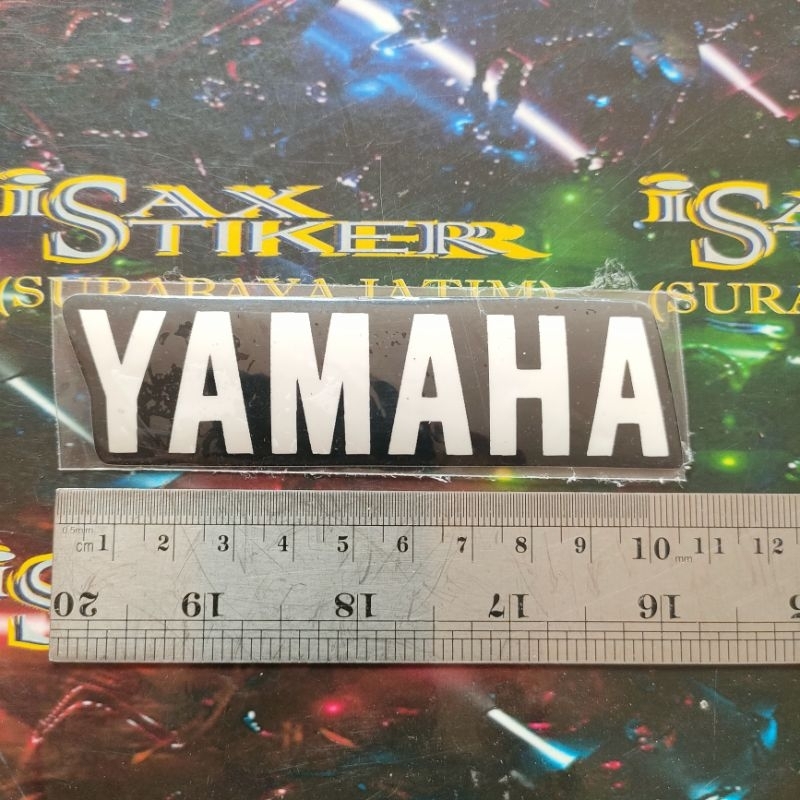 iSAX
STIKER
(SURABAYA JATIM)
iSAX
(SURA
YAMAHA
0.5mm
cm 1 2 3 4 5 6 7 8 9 10 mm 11 12
20 19 18 17 16